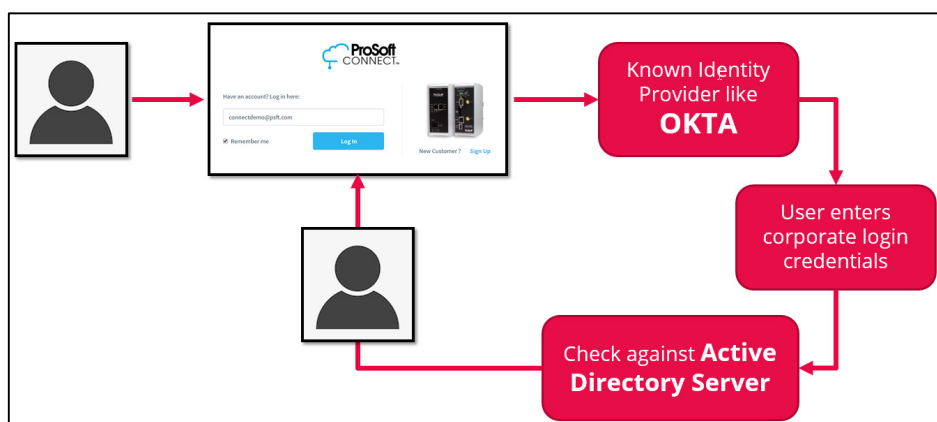 ProSoft
CONNECT™
Have an account? Log in here:
connectdemo@psft.com
Remember me
Log In
New Customer ? Sign Up
Known Identity
Provider like
OKTA
User enters
corporate login
credentials
Check against Active
Directory Server